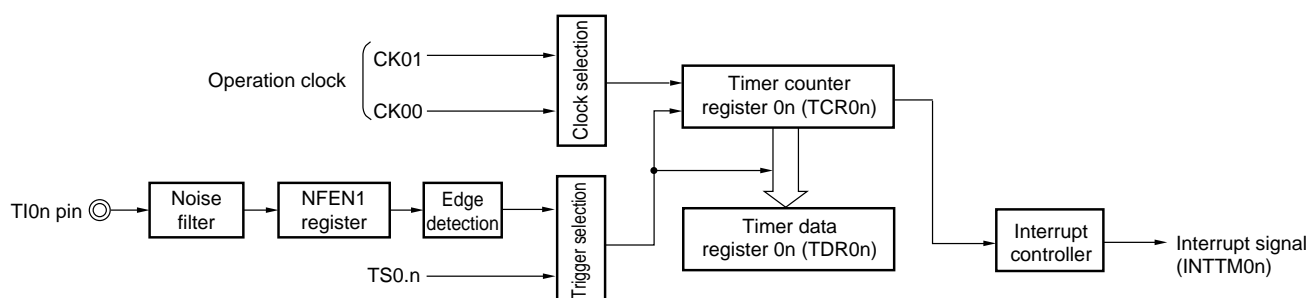 Operation clock
CK01
CK00
Clock selection
Timer counter
register 0n (TCR0n)
TI0n pin
Noise
filter
NFEN1
register
Edge
detection
TS0.n
Trigger selection
Timer data
register 0n (TDR0n)
Interrupt
controller
Interrupt signal
(INTTM0n)